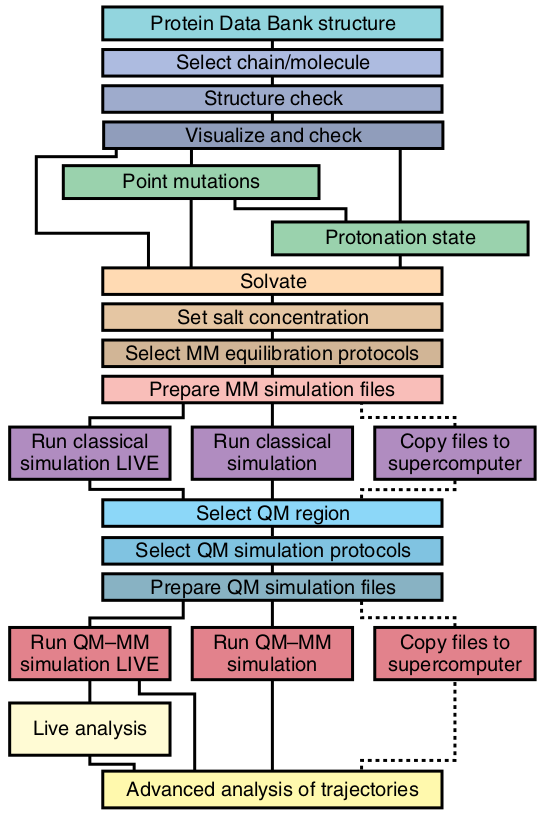 Protein Data Bank structure
Select chain/molecule
Structure check
Visualize and check
Point mutations
Protonation state
Solvate
Set salt concentration
Select MM equilibration protocols
Prepare MM simulation files
Run classical
simulation LIVE
Run classical
simulation
Copy files to
supercomputer
Select QM region
Select QM simulation protocols
Prepare QM simulation files
Run QM–MM
simulation LIVE
Run QM–MM
simulation
Copy files to
supercomputer
Live analysis
Advanced analysis of trajectories